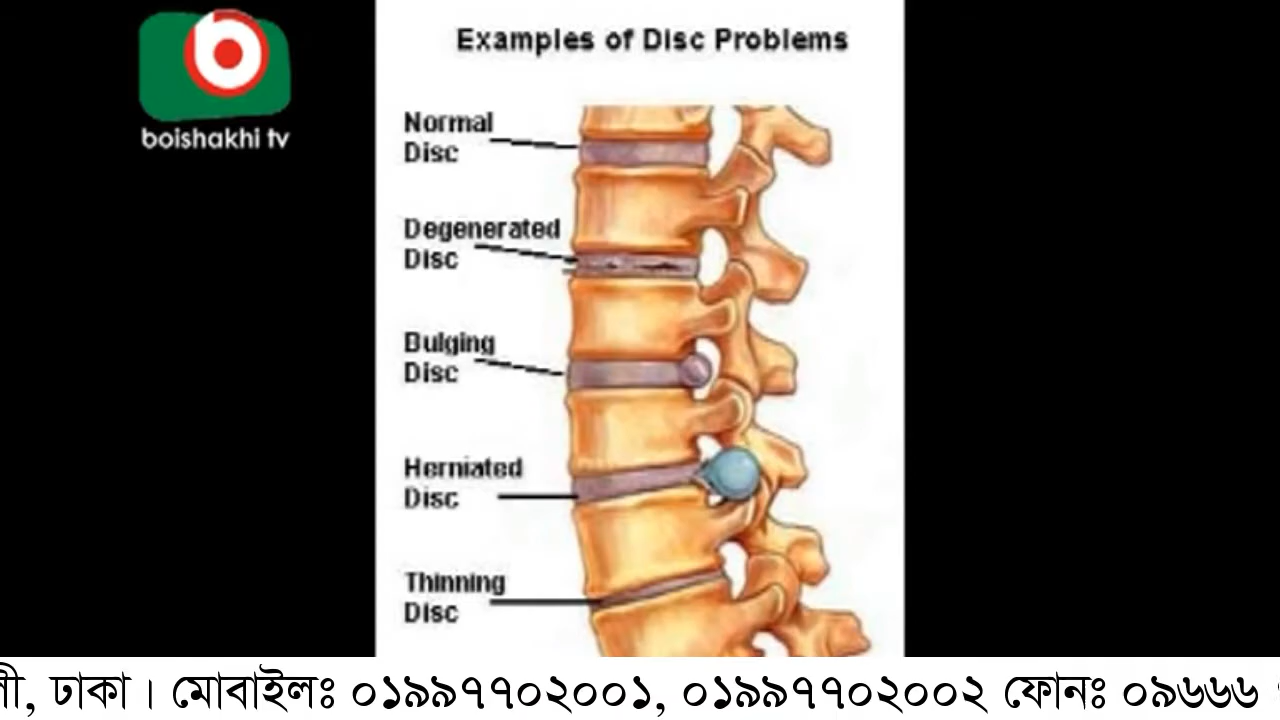 boishakhi tv
Examples of Disc Problems
Normal
Disc
Degenerated
Disc
Bulging
Disc
Herniated
Disc
Thinning
Disc
ঢাকা। মোবাইলঃ ০১৯৯৭৭০২০০১, ০১৯৯৭৭০২০০২ ফোনঃ ০৯৬৬৬